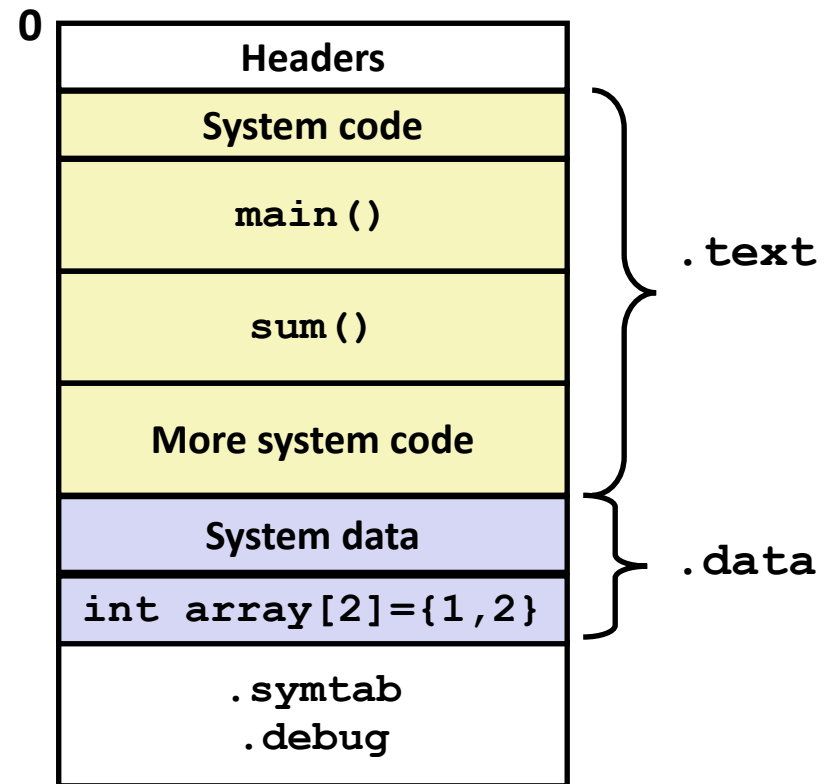 0
Headers
System code
main()
sum()
More system code
.text
System data
int array[2]={1,2}
.data
.symtab
.debug